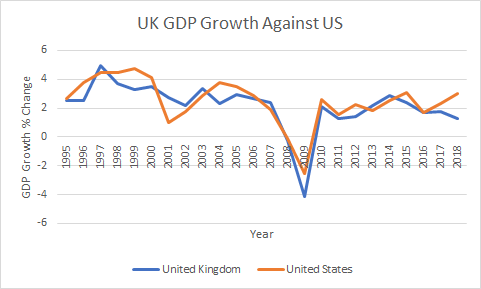 UK GDP Growth Against US
6
4
2
0
-2
-4
-6
GDP Growth % Change
1995 1996 1997 1998 1999 2000 2001 2002 2003 2004 2005 2006 2007 2008 2009 2010 2011 2012 2013 2014 2015 2016 2017 2018
Year
United Kingdom United States